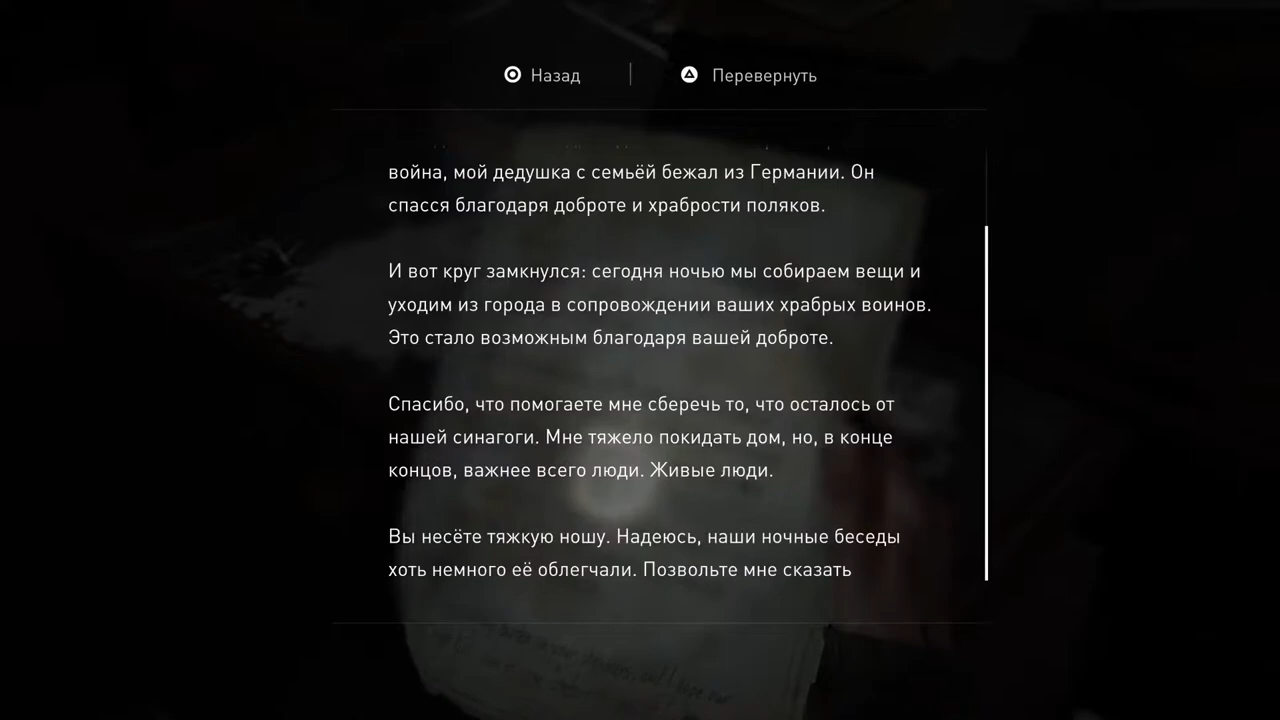 Назад
Перевернуть
война, мой дедушка с семьёй бежал из Германии. Он
спасся благодаря доброте и храбрости поляков.
И вот круг замкнулся: сегодня ночью мы собираем вещи и
уходим из города в сопровождении ваших храбрых воинов.
Это стало возможным благодаря вашей доброте.
Спасибо, что помогаете мне сберечь то, что осталось от
нашей синагоги. Мне тяжело покидать дом, но, в конце
концов, важнее всего люди. Живые люди.
Вы несёте тяжкую ношу. Надеюсь, наши ночные беседы
хоть немного её облегчали. Позвольте мне сказать